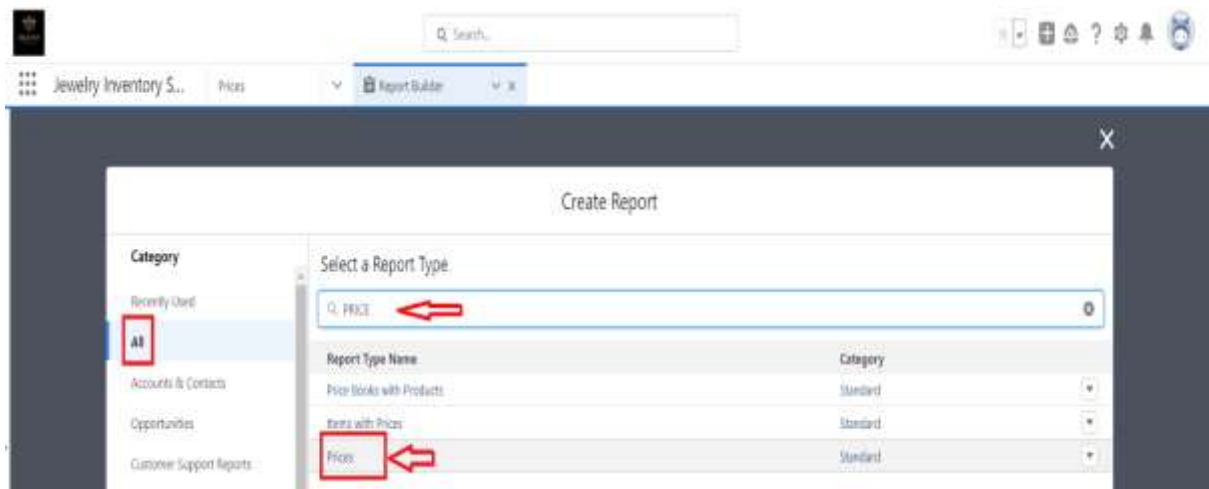 Search...
Jewelry Inventory S...
Prices
Report Builder
Create Report
Category
Recently Used
All
Accounts & Contacts
Opportunities
Customer Support Reports
Select a Report Type
PRICE
Report Type Name Category
Price Books with Products Standard
Items with Prices Standard
Prices Standard